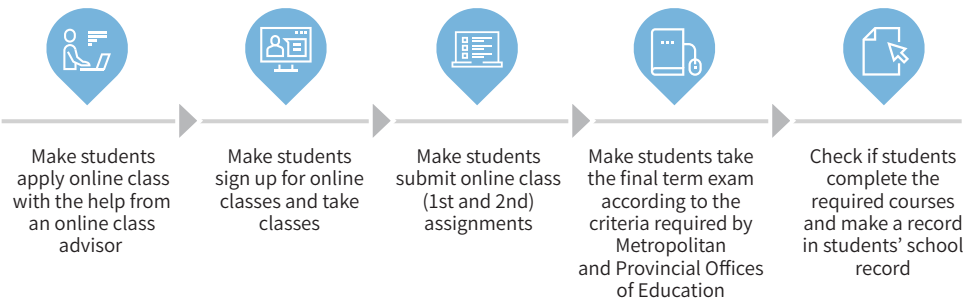 Make students
apply online class
with the help from
an online class
advisor
Make students
sign up for online
classes and take
classes
Make students
submit online class
(1st and 2nd)
assignments
Make students take
the final term exam
according to the
criteria required by
Metropolitan
and Provincial Offices
of Education
Check if students
complete the
required courses
and make a record
in students’ school
record